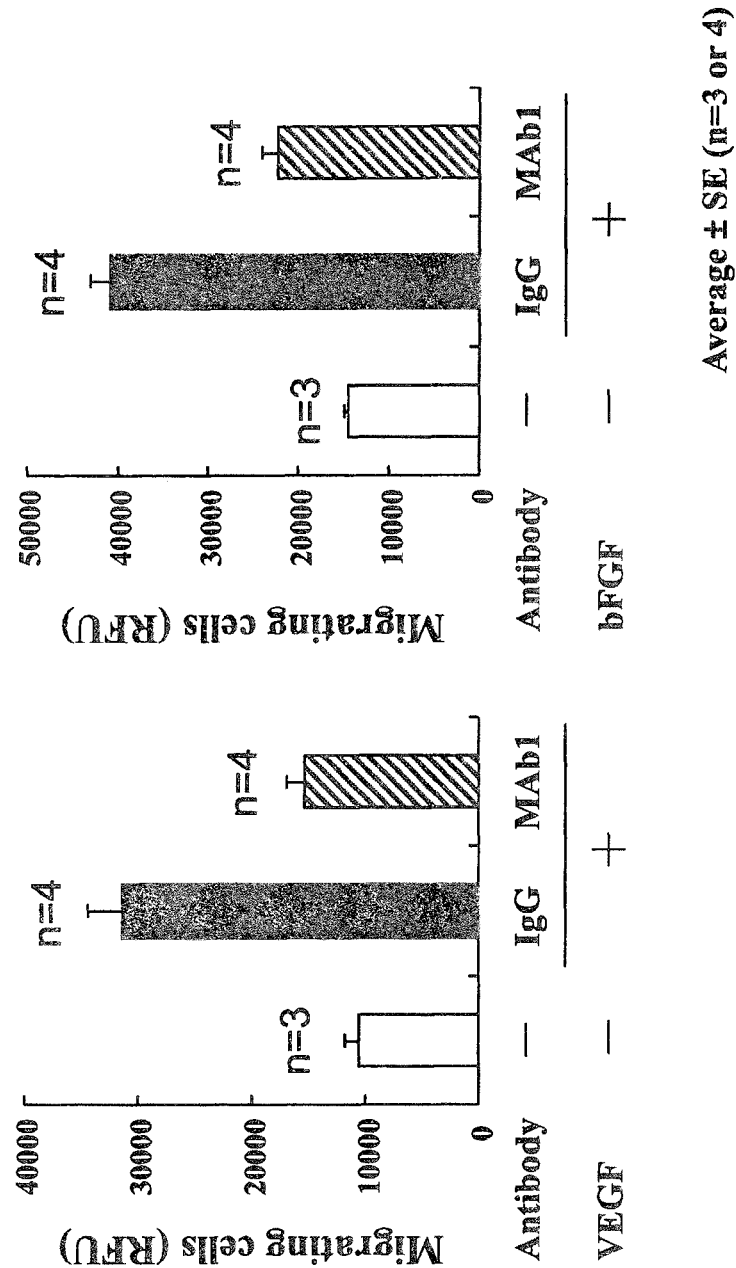 Migrating cells (RFU)
40000
30000
20000
10000
0
n=3
n=4
n=4
Antibody — IgG MAb1
VEGF — +
Migrating cells (RFU)
50000
40000
30000
20000
10000
0
n=3
n=4
n=4
Antibody — IgG MAb1
bFGF — +
Average ± SE (n=3 or 4)